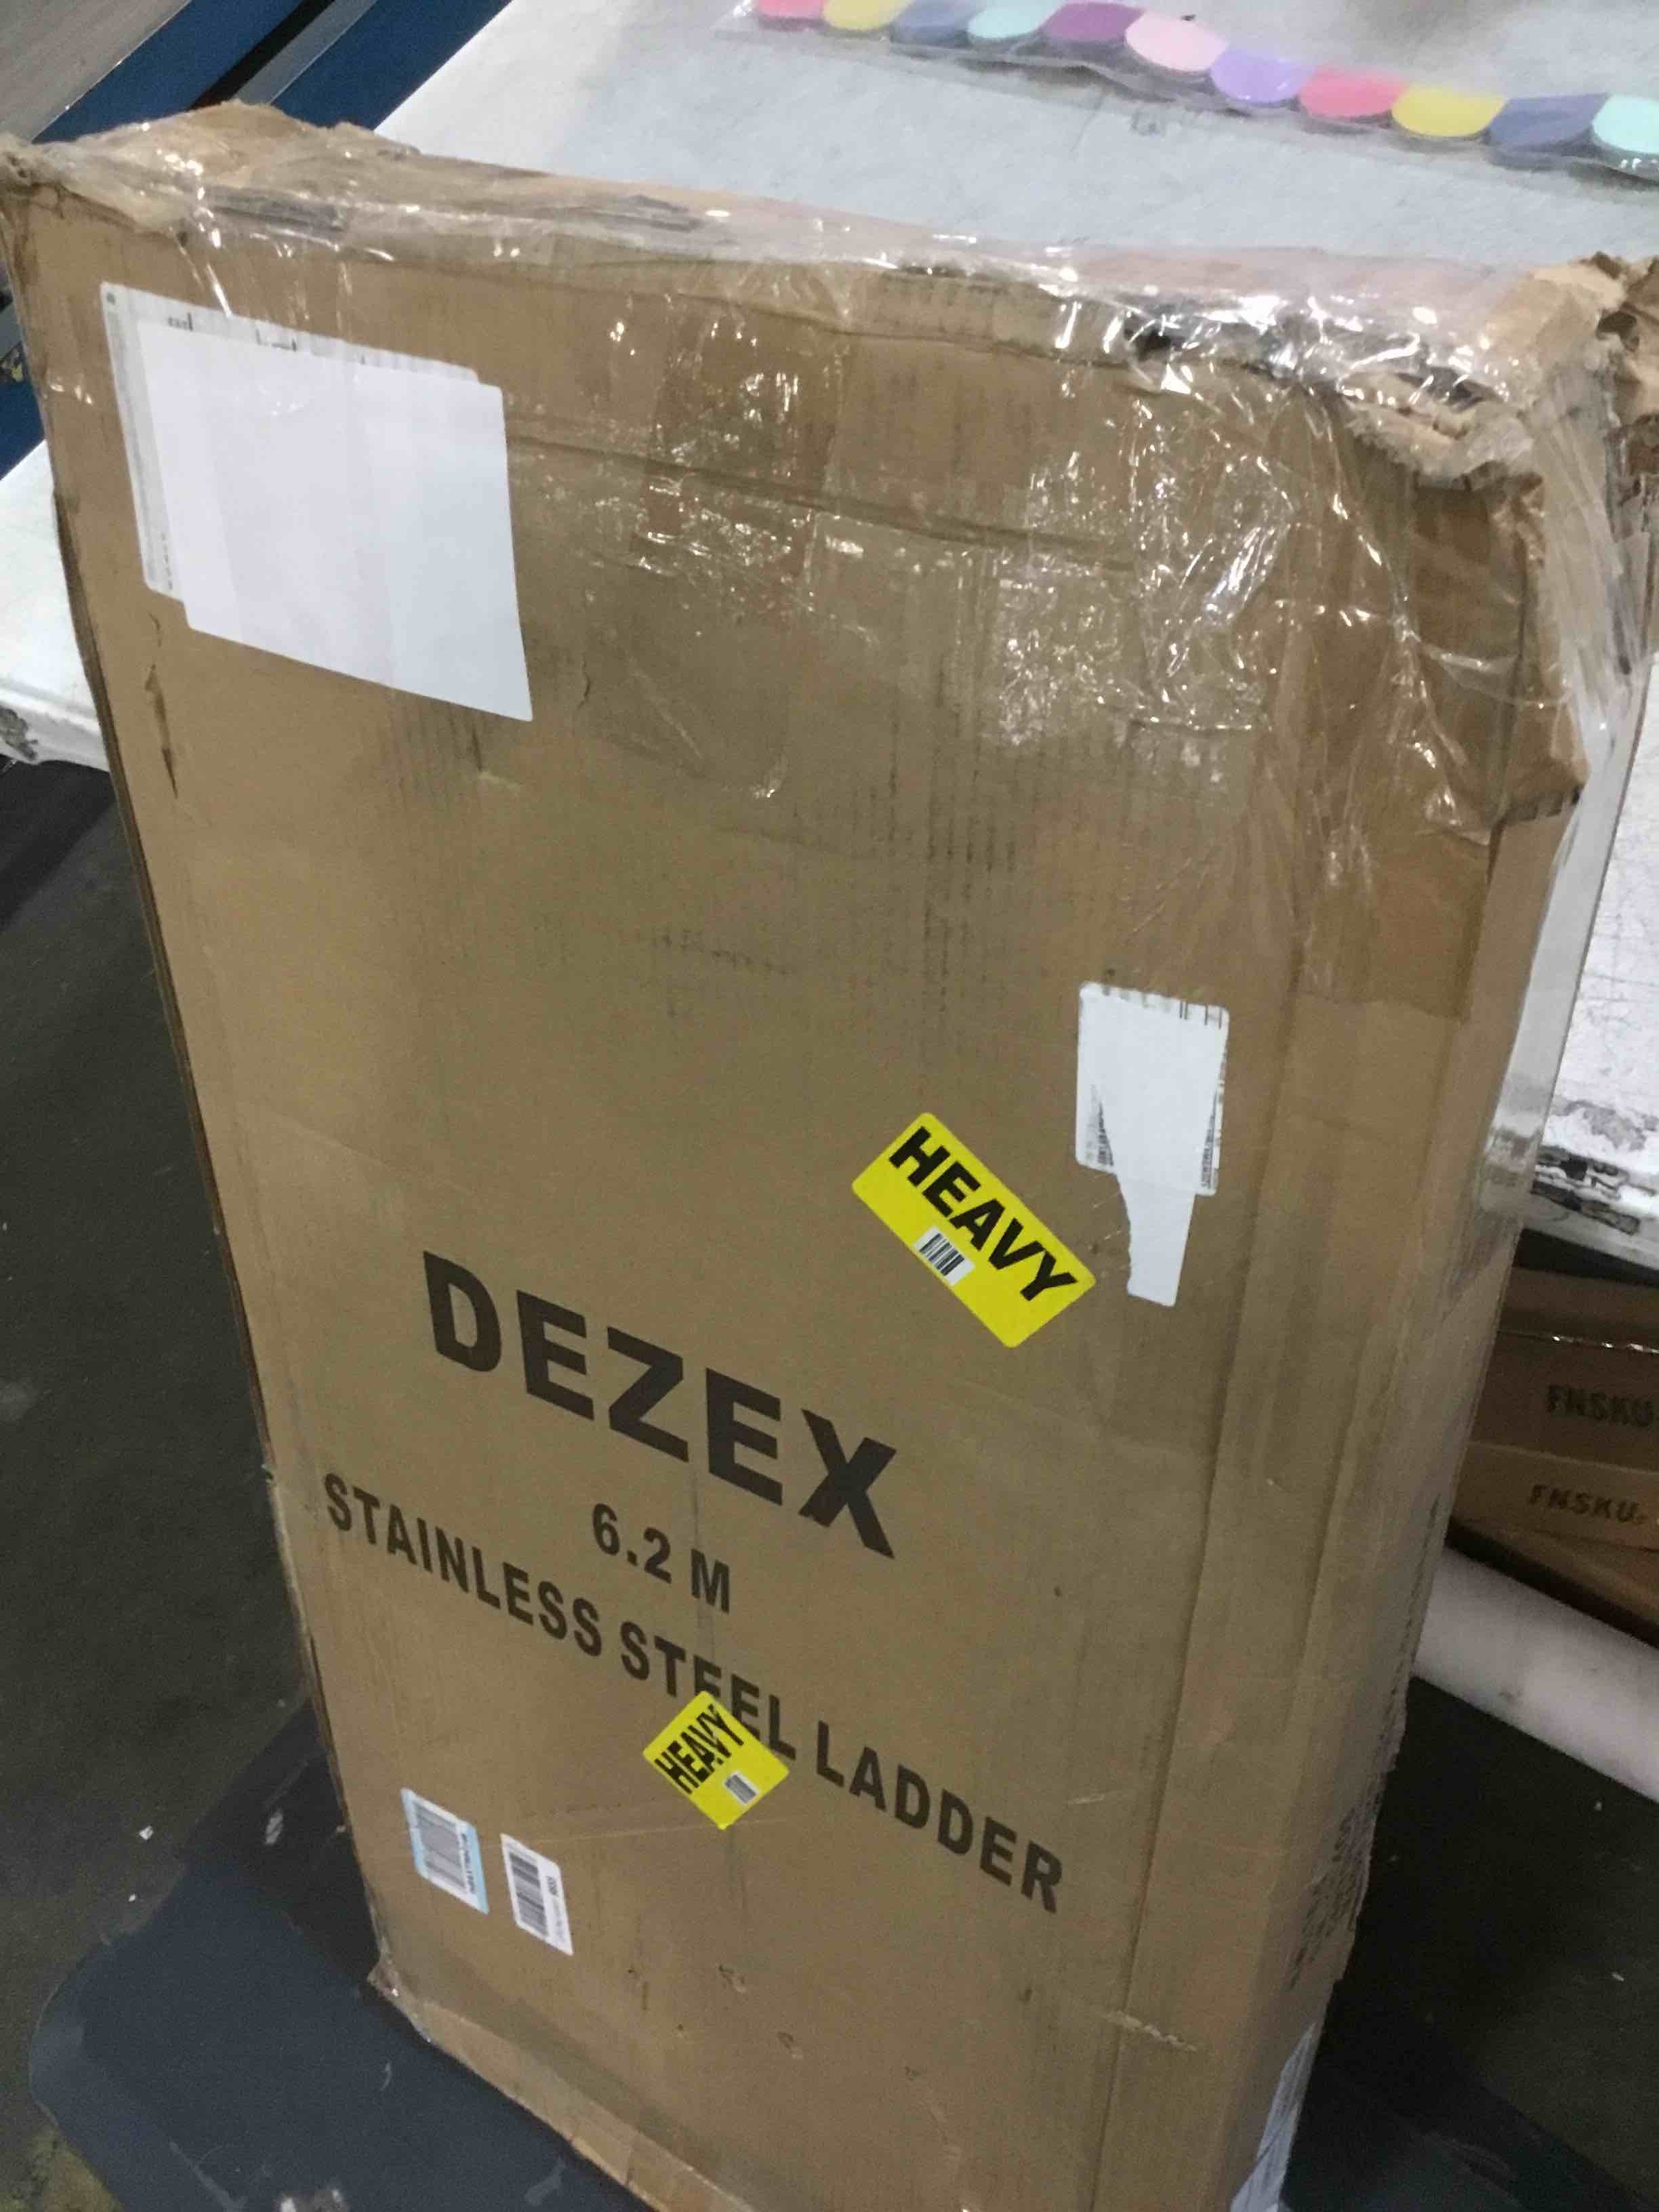 HEAVY
DEZEX
6.2 M
STAINLESS STEEL LADDER
HEAVY
FNSKU
FNSKU: